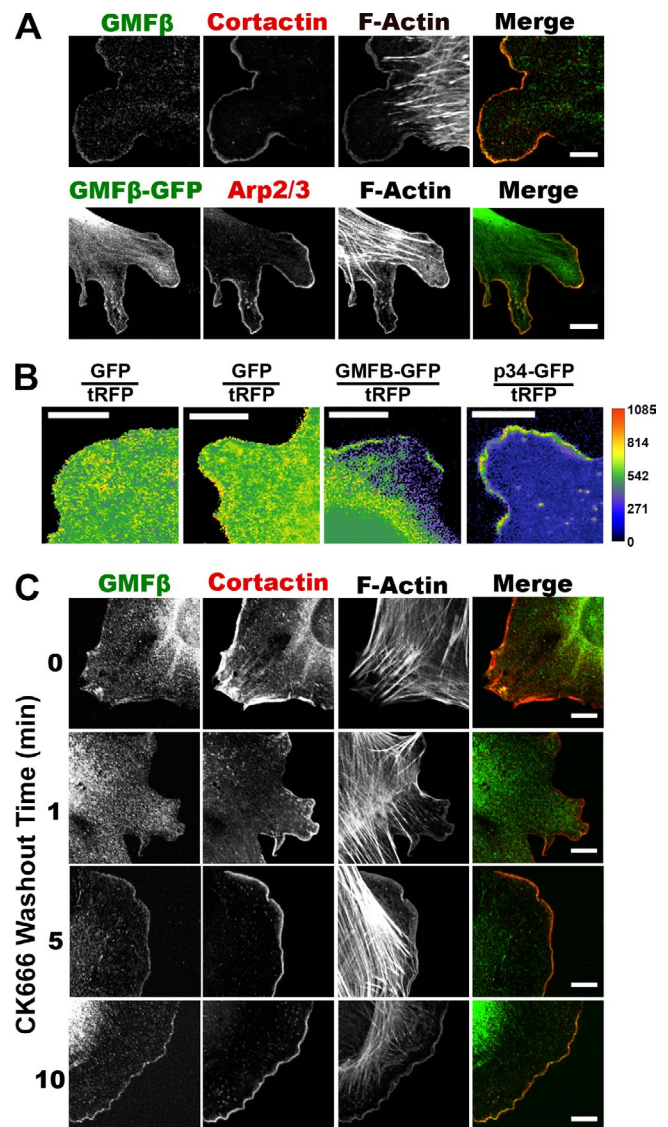 A
GMFβ Cortactin F-Actin Merge
GMFβ-GFP Arp2/3 F-Actin Merge
B
GFP GFP GMFB-GFP p34-GFP
tRFP tRFP tRFP tRFP
1085
814
542
271
0
C
GMFβ Cortactin F-Actin Merge
CK666 Washout Time (min)
0
1
5
10